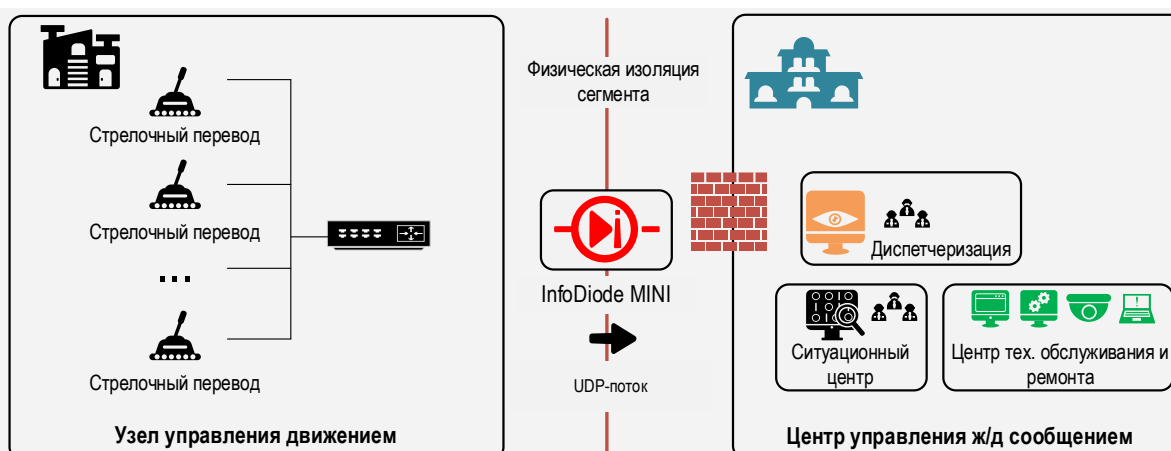 Стрелочный перевод
Стрелочный перевод
...
Стрелочный перевод
Узел управления движением
Физическая изоляция
сегмента
InfoDiode MINI
UDP-поток
Диспетчеризация
Ситуационный
центр
Центр тех. обслуживания и
ремонта
Центр управления ж/д сообщением